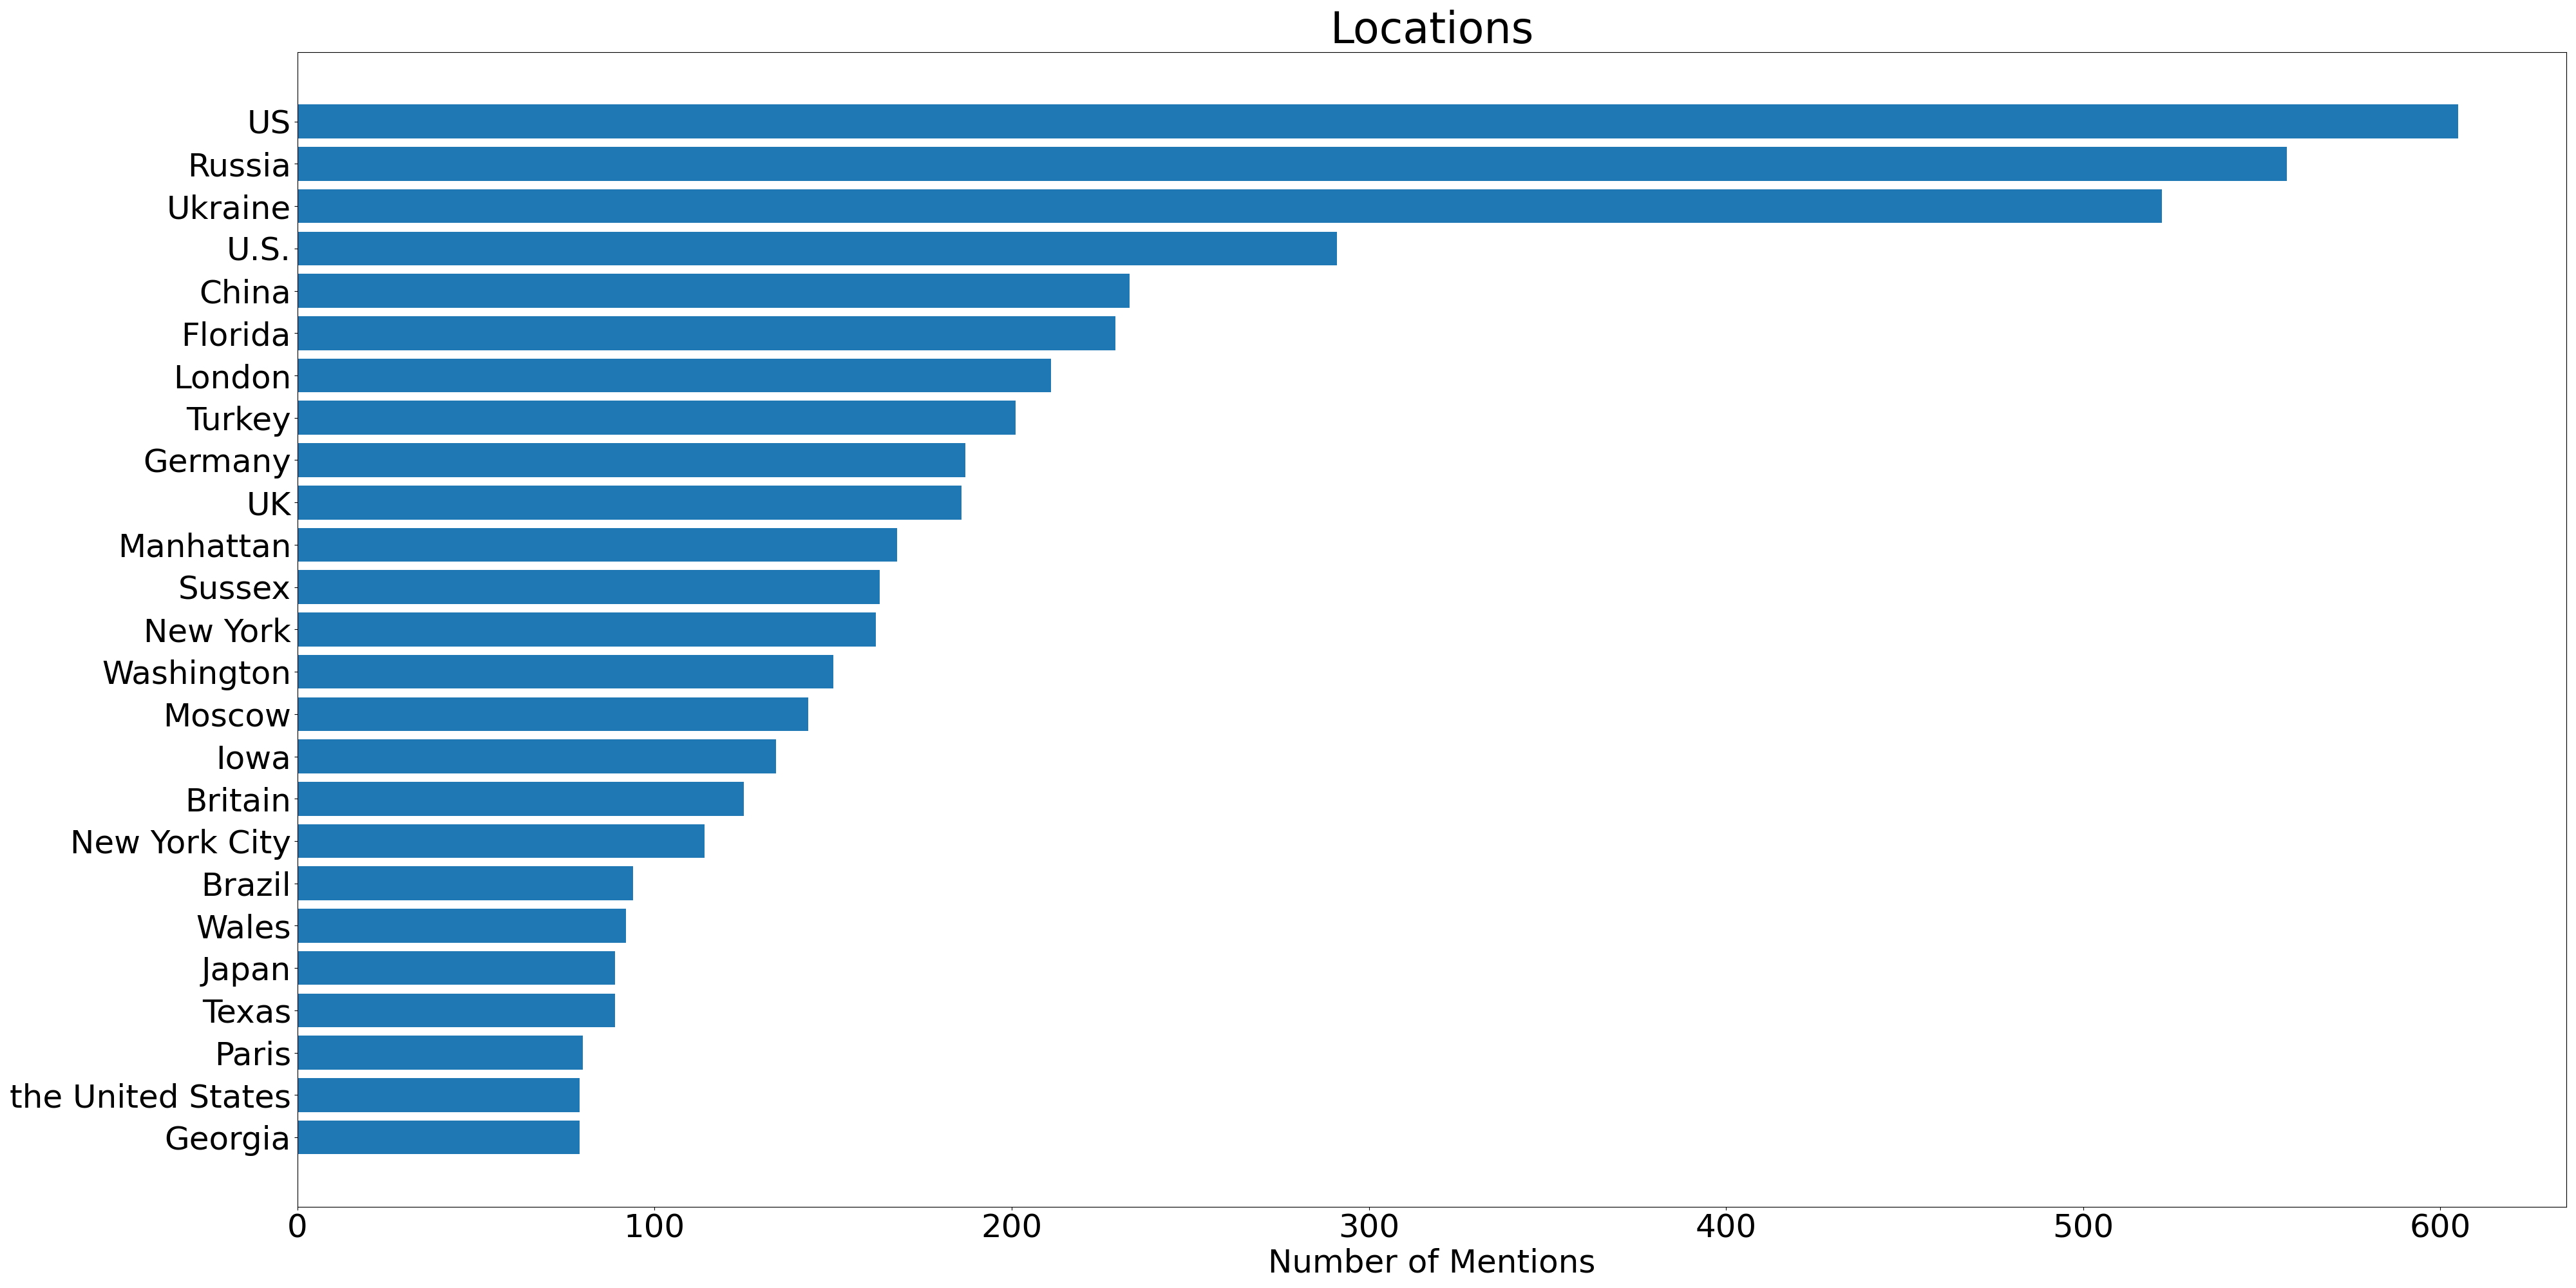 Locations
US
Russia
Ukraine
U.S.
China
Florida
London
Turkey
Germany
UK
Manhattan
Sussex
New York
Washington
Moscow
Iowa
Britain
New York City
Brazil
Wales
Japan
Texas
Paris
the United States
Georgia
0 100 200 300 400 500 600
Number of Mentions